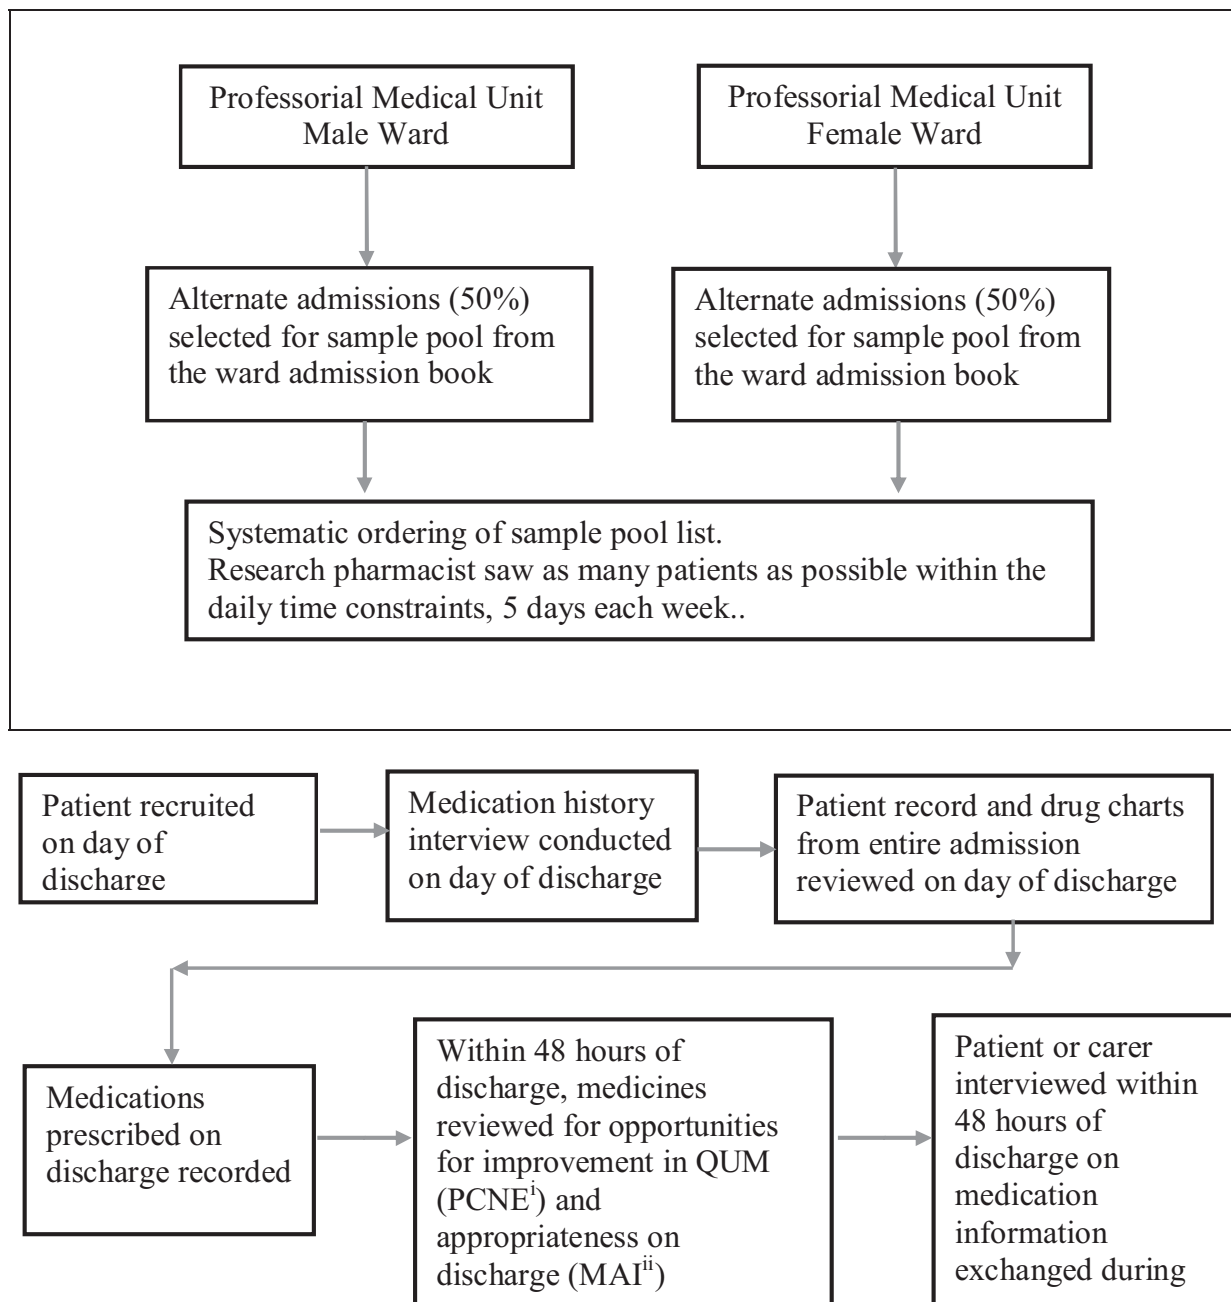 Professorial Medical Unit
Male Ward
Professorial Medical Unit
Female Ward
Alternate admissions (50%)
selected for sample pool from
the ward admission book
Alternate admissions (50%)
selected for sample pool from
the ward admission book
Systematic ordering of sample pool list.
Research pharmacist saw as many patients as possible within the
daily time constraints, 5 days each week..
Patient recruited
on day of
discharge
Medication history
interview conducted
on day of discharge
Patient record and drug charts
from entire admission
reviewed on day of discharge
Medications
prescribed on
discharge recorded
Within 48 hours of
discharge, medicines
reviewed for opportunities
for improvement in QUM
(PCNEⁱ) and
appropriateness on
discharge (MAIⁱⁱ)
Patient or carer
interviewed within
48 hours of
discharge on
medication
information
exchanged during